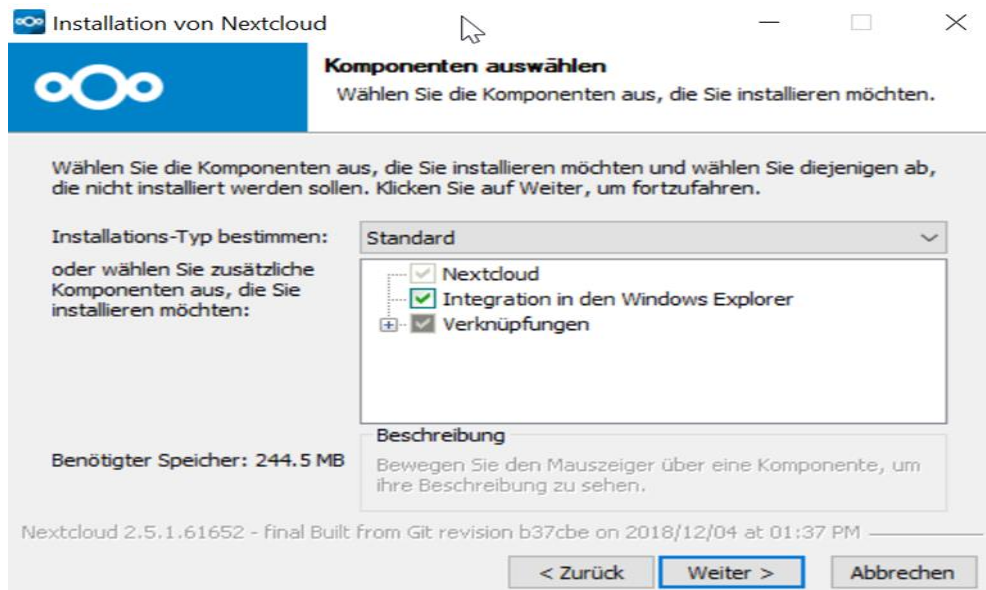 Installation von Nextcloud
Komponenten auswählen
Wählen Sie die Komponenten aus, die Sie installieren möchten.
Wählen Sie die Komponenten aus, die Sie installieren möchten und wählen Sie diejenigen ab,
die nicht installiert werden sollen. Klicken Sie auf Weiter, um fortzufahren.
Installations-Typ bestimmen:
Standard
oder wählen Sie zusätzliche
Komponenten aus, die Sie
installieren möchten:
Nextcloud
Integration in den Windows Explorer
Verknüpfungen
Benötigter Speicher: 244.5 MB
Beschreibung
Bewegen Sie den Mauszeiger über eine Komponente, um
ihre Beschreibung zu sehen.
Nextcloud 2.5.1.61652 - final Built from Git revision b37cbe on 2018/12/04 at 01:37 PM
< Zurück
Weiter >
Abbrechen